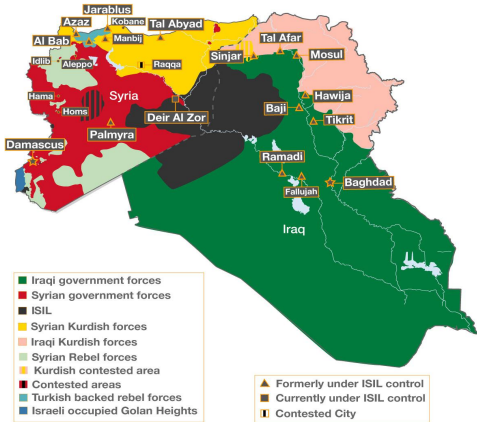 Jarablus
Azaz
Kobane
Tal Abyad
Al Bab
Manbij
Tal Afar
Sinjar
Mosul
Idlib
Aleppo
Raqqa
Hama
Syria
Hawija
Homs
Baji
Deir Al Zor
Tikrit
Palmyra
Damascus
Ramadi
Baghdad
Fallujah
Iraq
Iraqi government forces
Syrian government forces
ISIL
Syrian Kurdish forces
Iraqi Kurdish forces
Syrian Rebel forces
Kurdish contested area
Contested areas
Turkish backed rebel forces
Israeli occupied Golan Heights
Formerly under ISIL control
Currently under ISIL control
Contested City